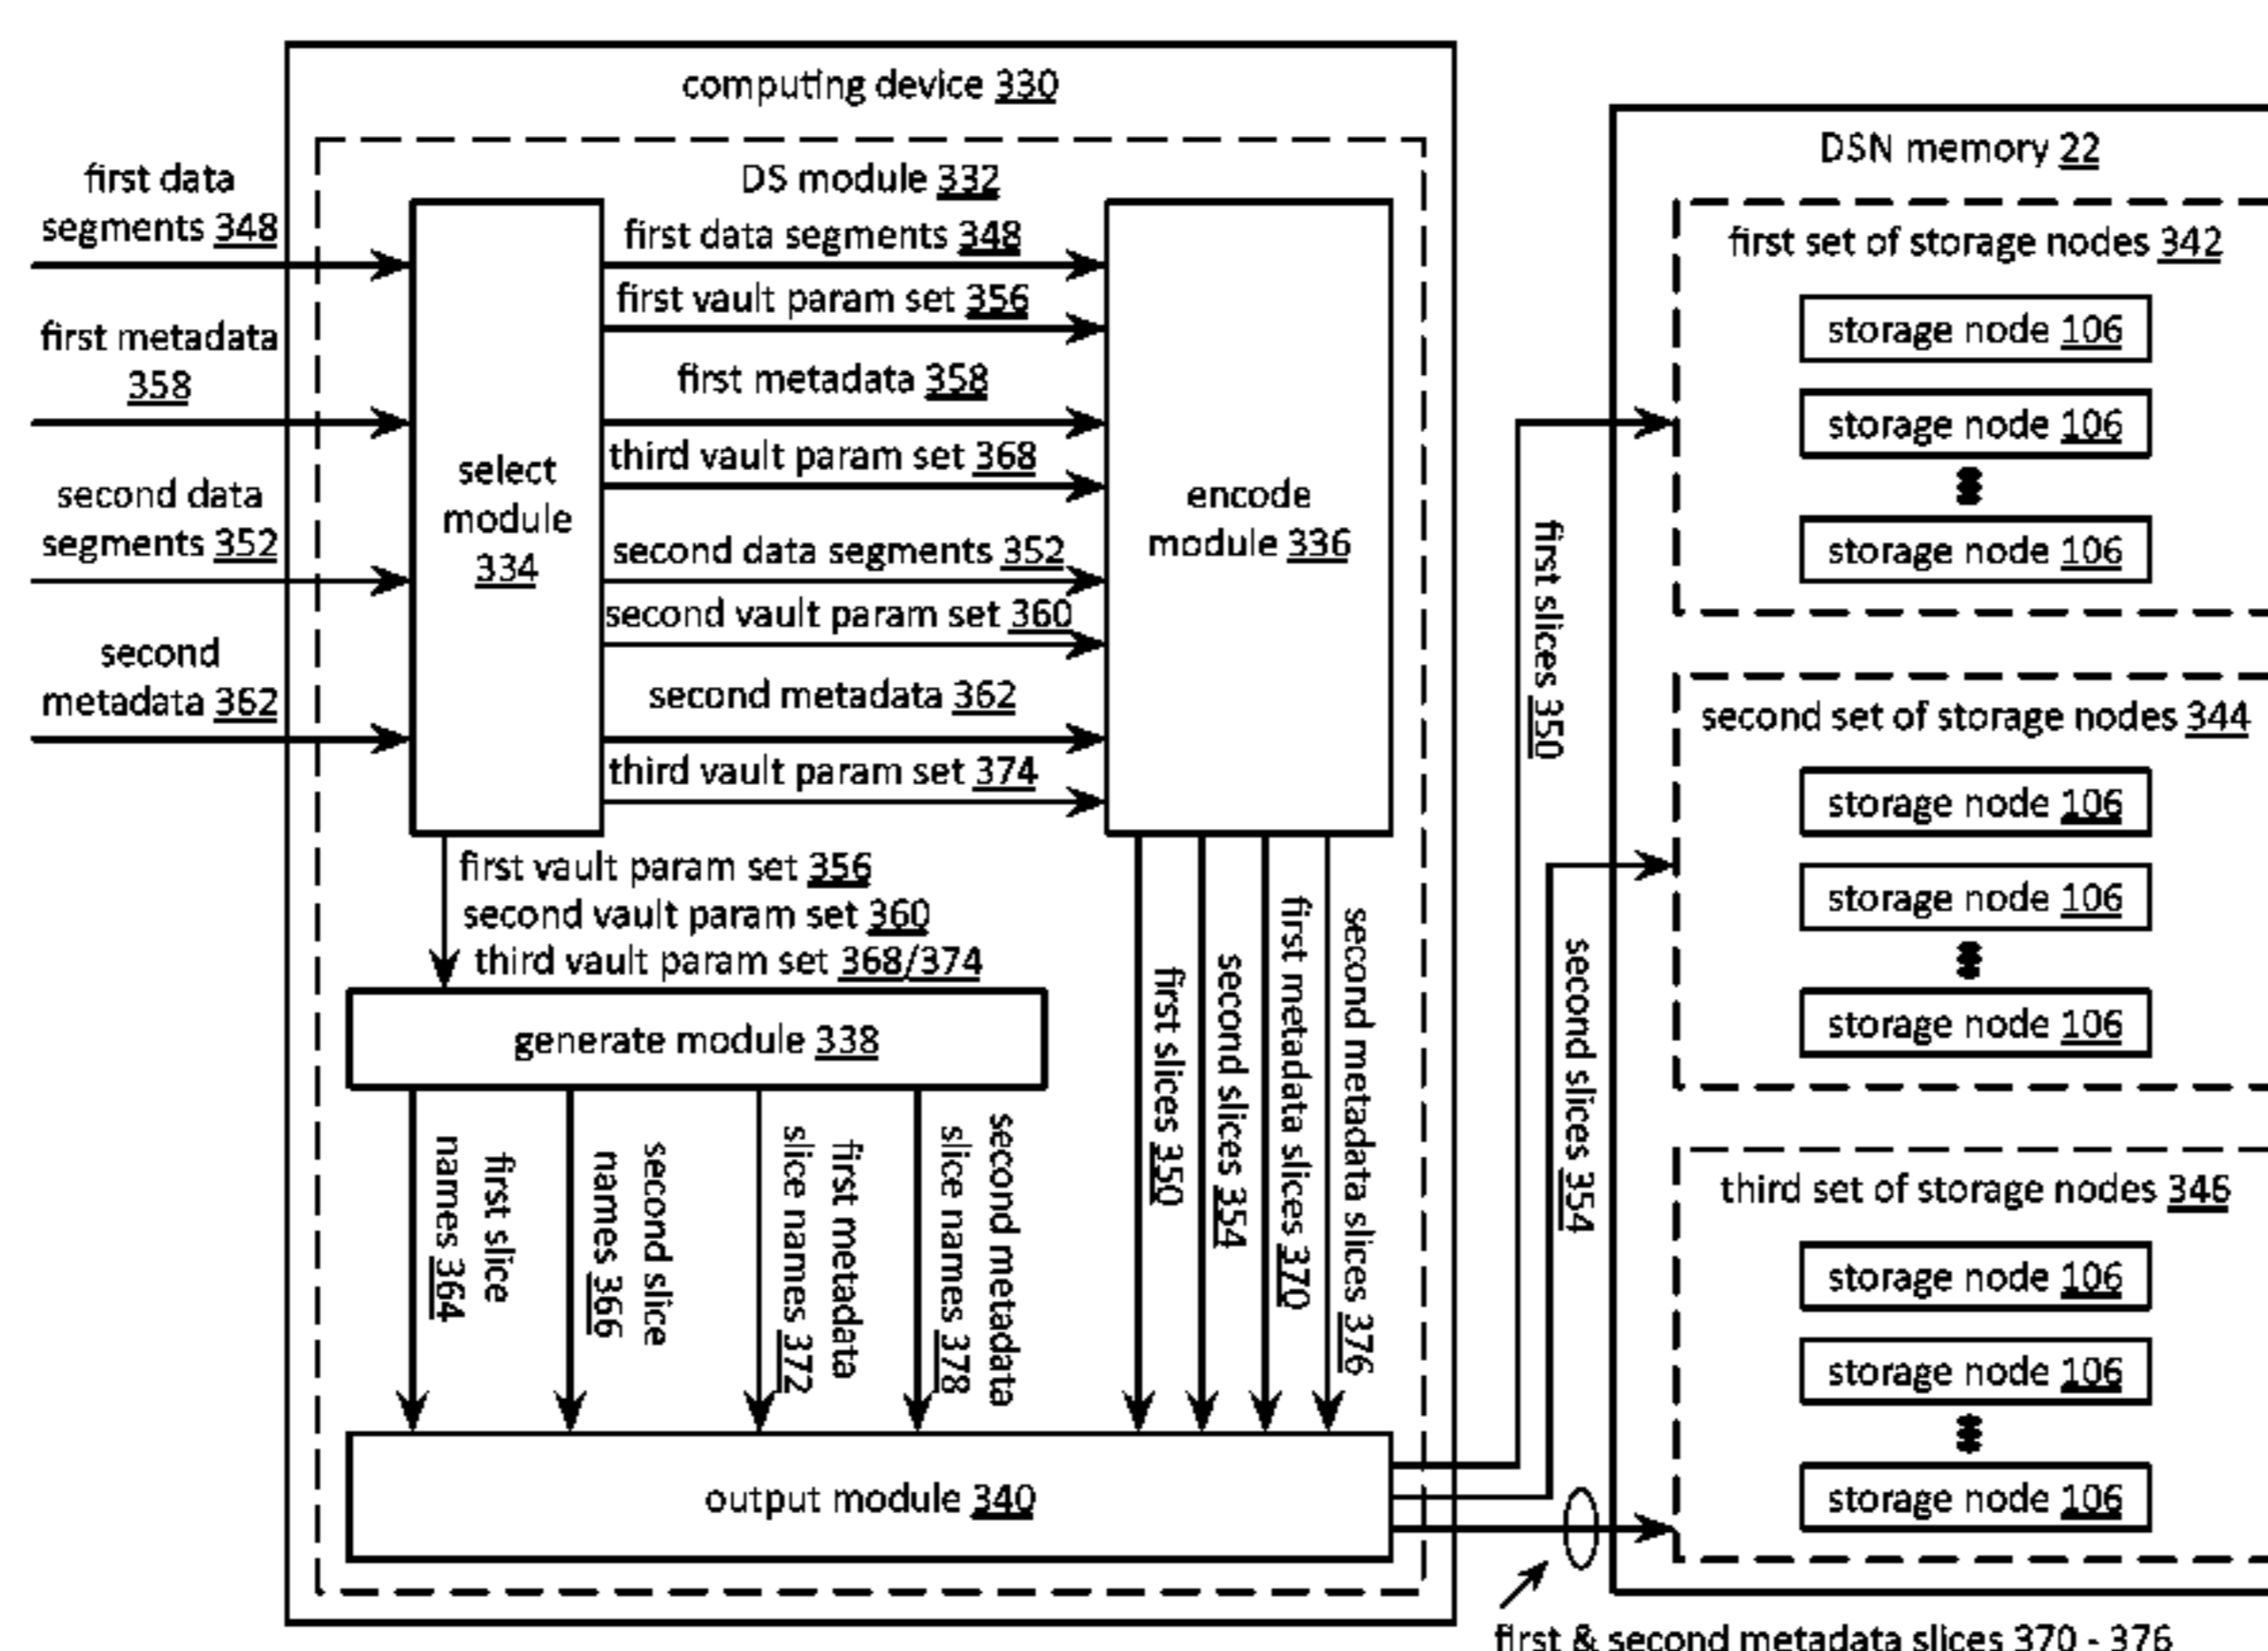 computing device 330
DS module 332
first data
segments 348
first metadata
358
second data
segments 352
second
metadata 362
select
module
334
first data segments 348
first vault param set 356
first metadata 358
third vault param set 368
second data segments 352
second vault param set 360
second metadata 362
third vault param set 374
encode
module 336
first vault param set 356
second vault param set 360
third vault param set 368/374
generate module 338
first slice
names 364
second slice
names 366
first metadata
slice names 372
second metadata
slice names 378
first slices 350
second slices 354
first metadata slices 370
second metadata slices 376
output module 340
first slices 350
second slices 354
first & second metadata slices 370 - 376
DSN memory 22
first set of storage nodes 342
storage node 106
storage node 106
storage node 106
second set of storage nodes 344
storage node 106
storage node 106
storage node 106
third set of storage nodes 346
storage node 106
storage node 106
storage node 106